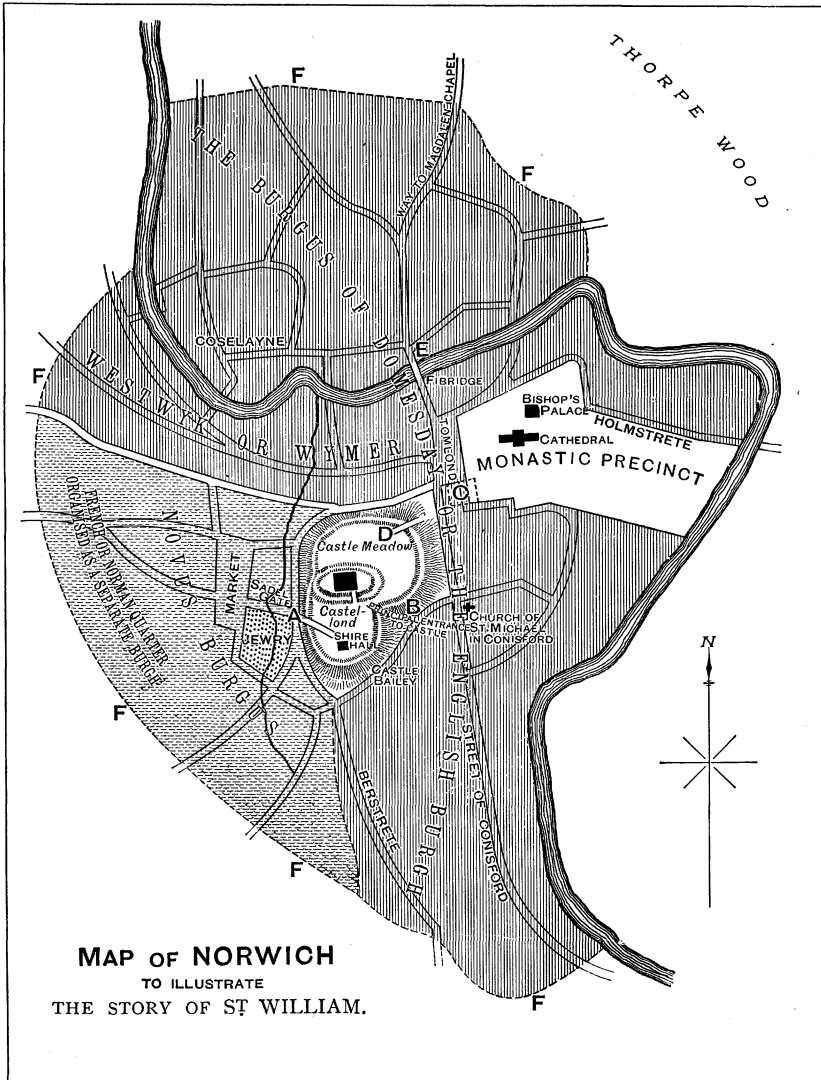 THORPE WOOD
F
F
WAY TO MAGDALEN CHAPEL
THE BURGUS OF DOMESDAY OR THE ENGLISH BURGH
COSELAYNE
E
FIBRIDGE
F
WESTWYK OR WYMER
TOMLOND
BISHOP'S
PALACE
HOLMSTRETE
CATHEDRAL
MONASTIC PRECINCT
C
D
Castle Meadow
NOVUS BURGUS
FRENCH OR NORMAN QUARTER
ORGANISED AS A SEPARATE BURGH
MARKET
A
JEWRY
Castel-
lond
SHIRE
HALL
B
PRINCIPAL ENTRANCE
TO CASTLE
CHURCH OF
ST. MICHAEL
IN CONISFORD
CASTLE
BAILEY
F
STREET OF CONISFORD
BERSTRETE
N
F
F
MAP OF NORWICH
TO ILLUSTRATE
THE STORY OF ST. WILLIAM.